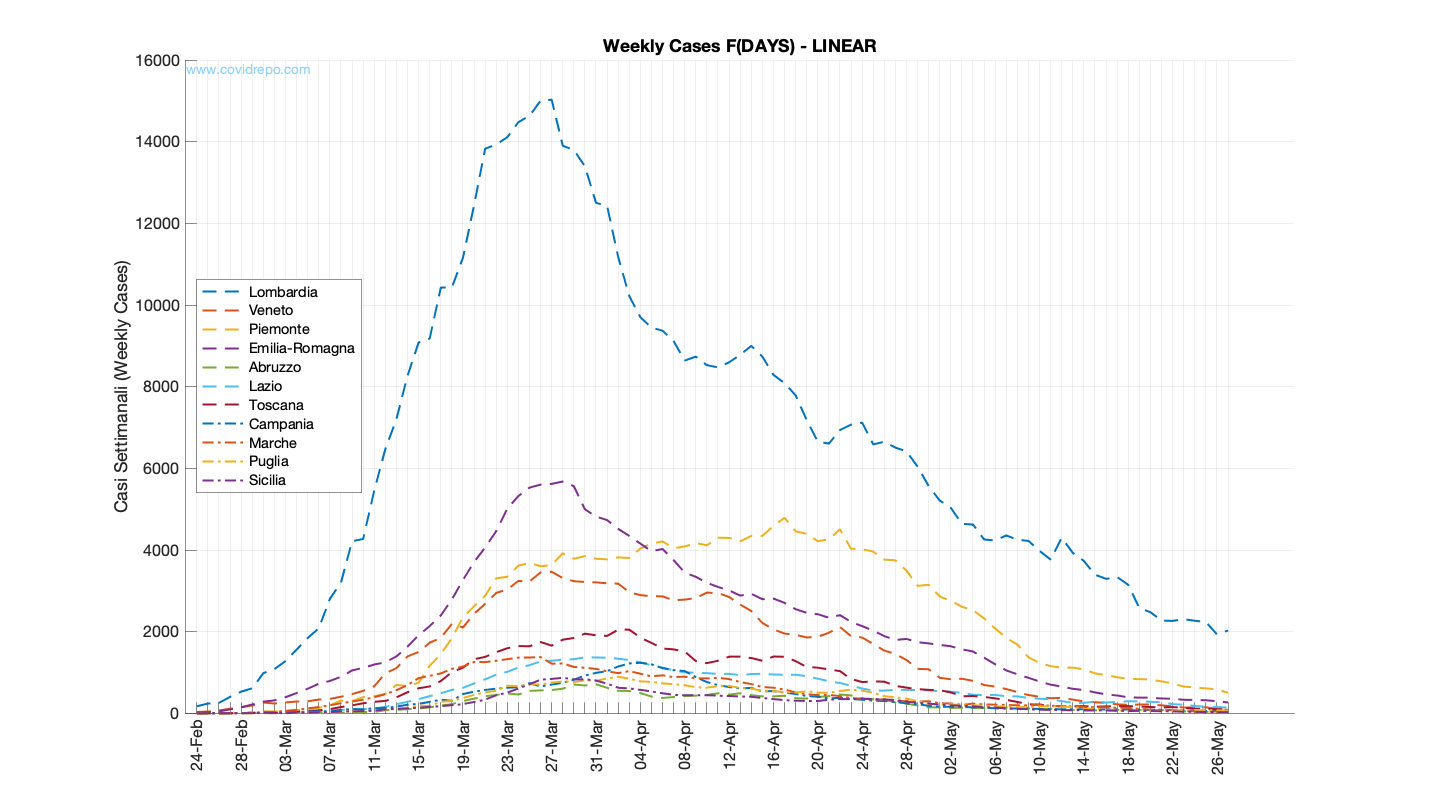 Weekly Cases F(DAYS) - LINEAR
www.covidrepo.com
Casi Settimanali (Weekly Cases)
16000
14000
12000
10000
8000
6000
4000
2000
0
Lombardia
Veneto
Piemonte
Emilia-Romagna
Abruzzo
Lazio
Toscana
Campania
Marche
Puglia
Sicilia
24-Feb
28-Feb
03-Mar
07-Mar
11-Mar
15-Mar
19-Mar
23-Mar
27-Mar
31-Mar
04-Apr
08-Apr
12-Apr
16-Apr
20-Apr
24-Apr
28-Apr
02-May
06-May
10-May
14-May
18-May
22-May
26-May